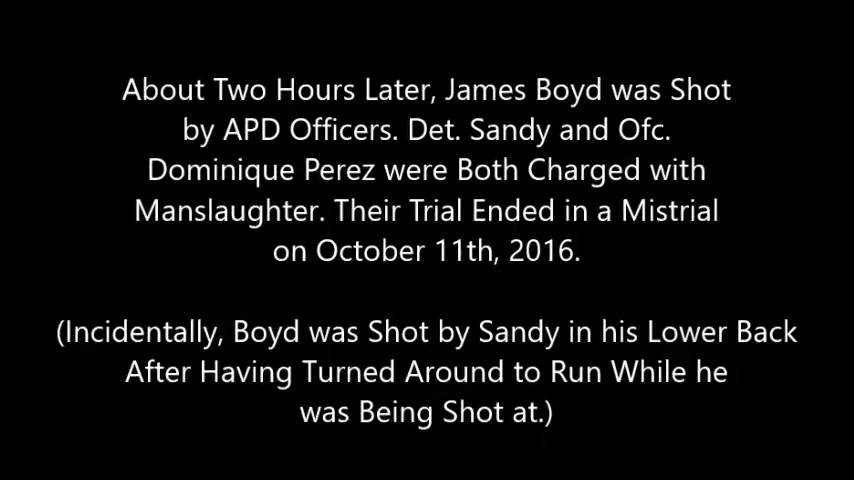 About Two Hours Later, James Boyd was Shot
by APD Officers. Det. Sandy and Ofc.
Dominique Perez were Both Charged with
Manslaughter. Their Trial Ended in a Mistrial
on October 11th, 2016.
(Incidentally, Boyd was Shot by Sandy in his Lower Back
After Having Turned Around to Run While he
was Being Shot at.)